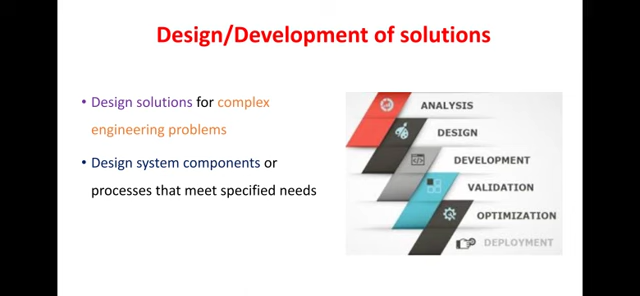 Design/Development of solutions
• Design solutions for complex
engineering problems
• Design system components or
processes that meet specified needs
ANALYSIS
DESIGN
DEVELOPMENT
VALIDATION
OPTIMIZATION
DEPLOYMENT